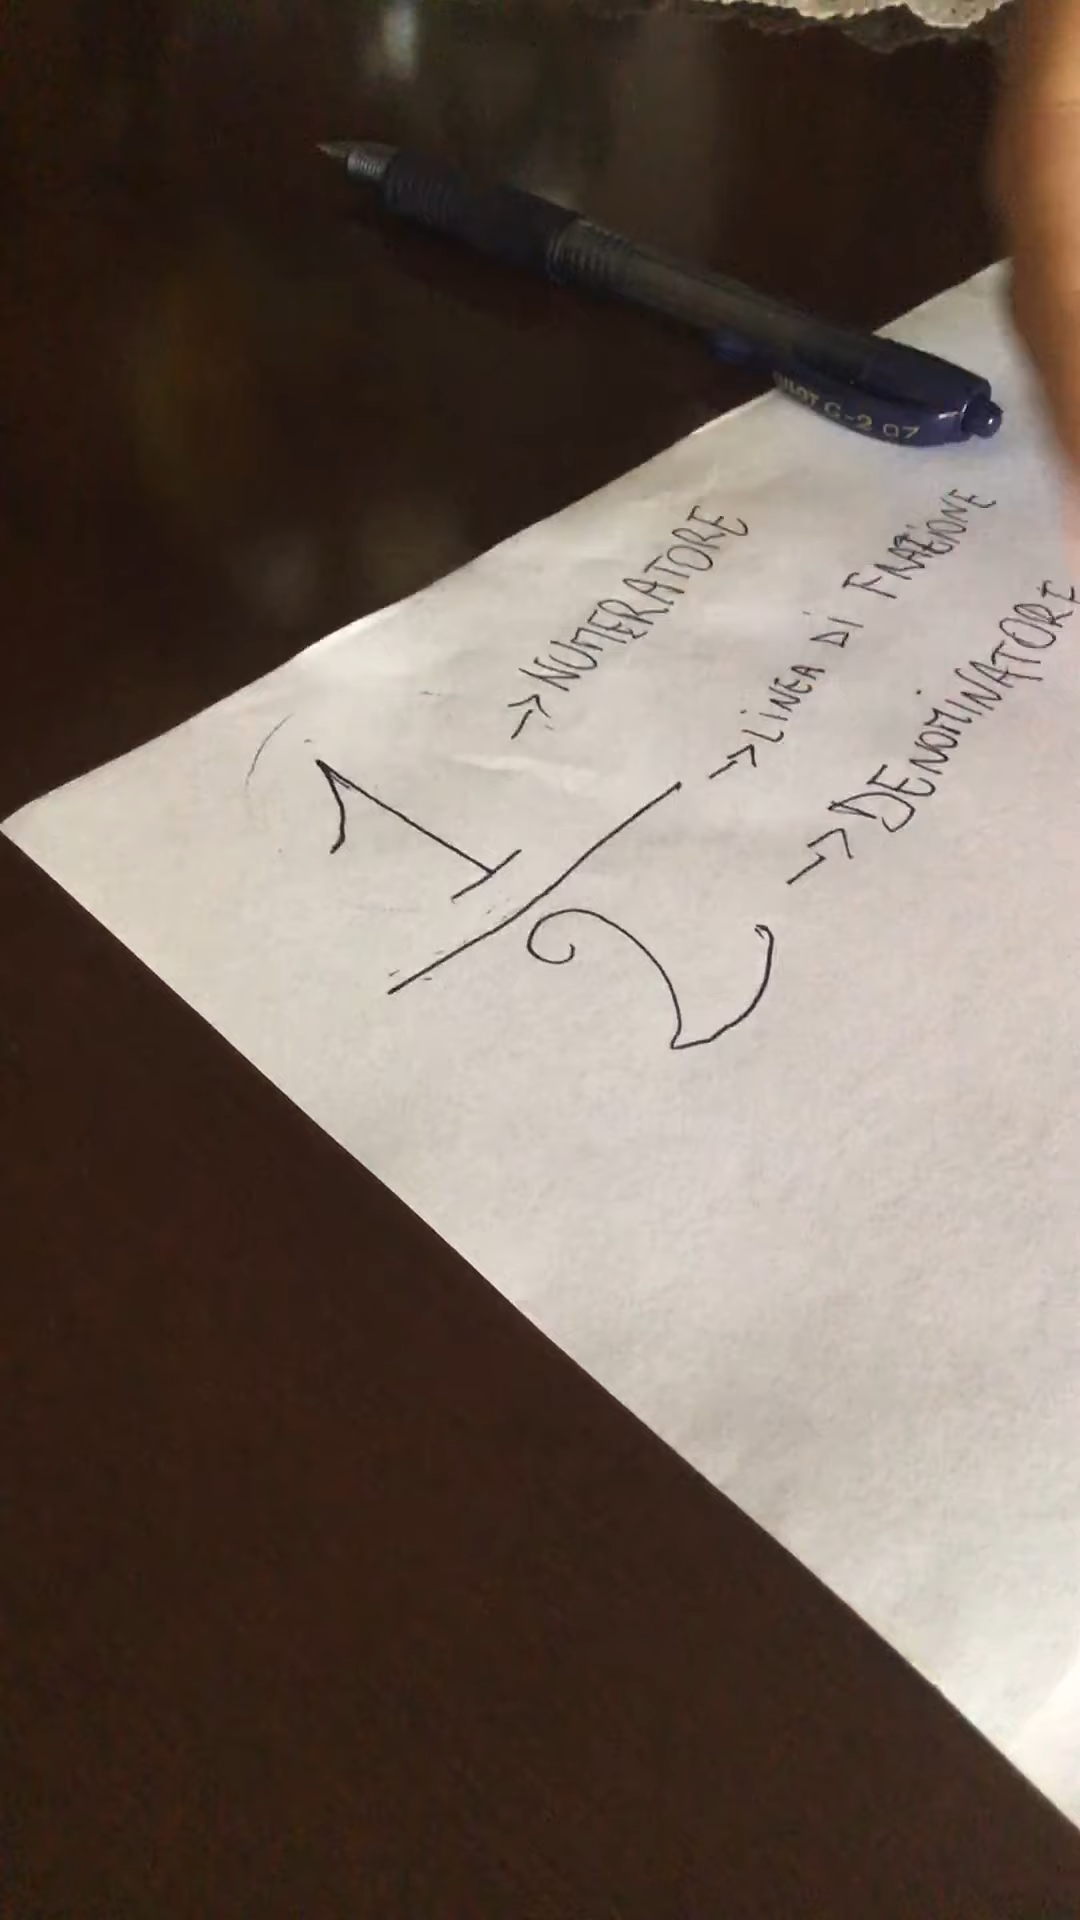 1 -> NUMERATORE
-> LINEA DI FRAZIONE
2 -> DENOMINATORE
PILOT G-2 07